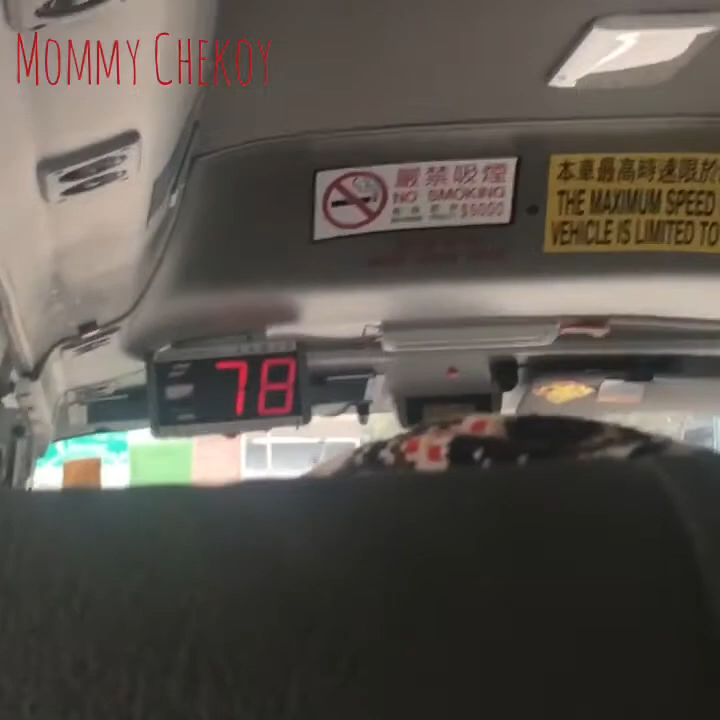 Mommy Chekoy
嚴禁吸煙
NO SMOKING
$5000
本車最高時速限於
THE MAXIMUM SPEED
VEHICLE IS LIMITED TO
78